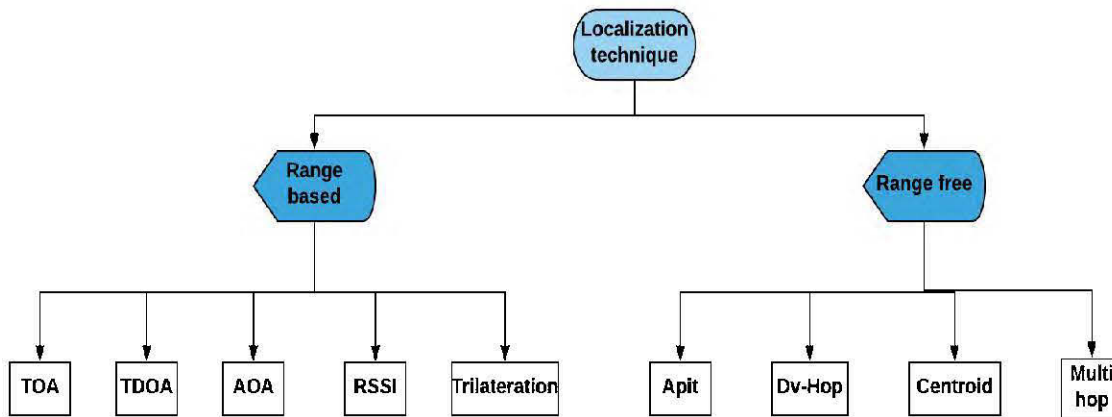 Localization
technique
Range
based
Range free
TOA
TDOA
AOA
RSSI
Trilateration
Apit
Dv-Hop
Centroid
Multi
hop